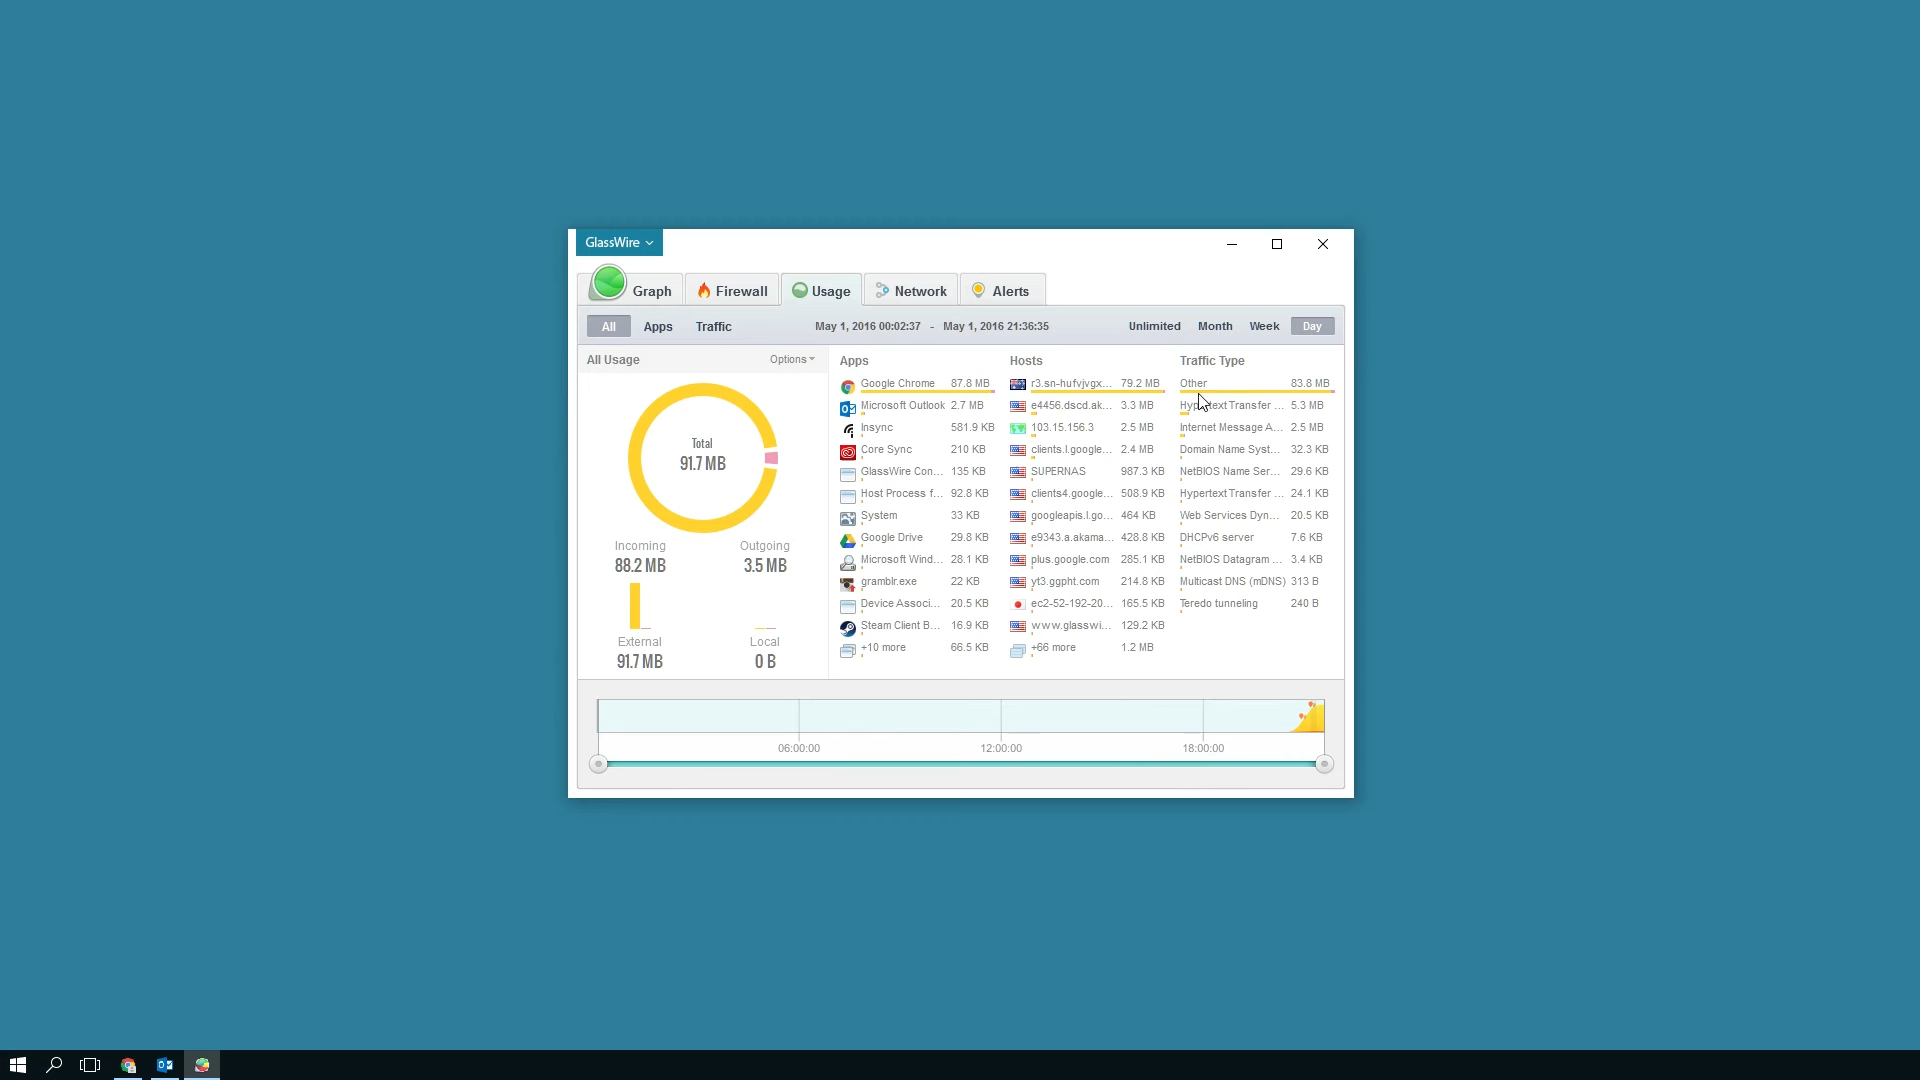 GlassWire
Graph
Firewall
Usage
Network
Alerts
All
Apps
Traffic
May 1, 2016 00:02:37 - May 1, 2016 21:36:35
Unlimited
Month
Week
Day
All Usage
Options
Total
91.7 MB
Incoming
88.2 MB
Outgoing
3.5 MB
External
91.7 MB
Local
0 B
Apps
Google Chrome 87.8 MB
Microsoft Outlook 2.7 MB
Insync 581.9 KB
Core Sync 210 KB
GlassWire Con... 135 KB
Host Process f... 92.8 KB
System 33 KB
Google Drive 29.8 KB
Microsoft Wind... 28.1 KB
gramblr.exe 22 KB
Device Associ... 20.5 KB
Steam Client B... 16.9 KB
+10 more 66.5 KB
Hosts
r3.sn-hufvjvgx... 79.2 MB
e4456.dscd.ak... 3.3 MB
103.15.156.3 2.5 MB
clients.l.google... 2.4 MB
SUPERNAS 987.3 KB
clients4.google... 508.9 KB
googleapis.l.go... 464 KB
e9343.a.akama... 428.8 KB
plus.google.com 285.1 KB
yt3.ggpht.com 214.8 KB
ec2-52-192-20... 165.5 KB
www.glasswi... 129.2 KB
+66 more 1.2 MB
Traffic Type
Other 83.8 MB
Hypertext Transfer ... 5.3 MB
Internet Message A... 2.5 MB
Domain Name Syst... 32.3 KB
NetBIOS Name Ser... 29.6 KB
Hypertext Transfer ... 24.1 KB
Web Services Dyn... 20.5 KB
DHCPv6 server 7.6 KB
NetBIOS Datagram ... 3.4 KB
Multicast DNS (mDNS) 313 B
Teredo tunneling 240 B
06:00:00
12:00:00
18:00:00